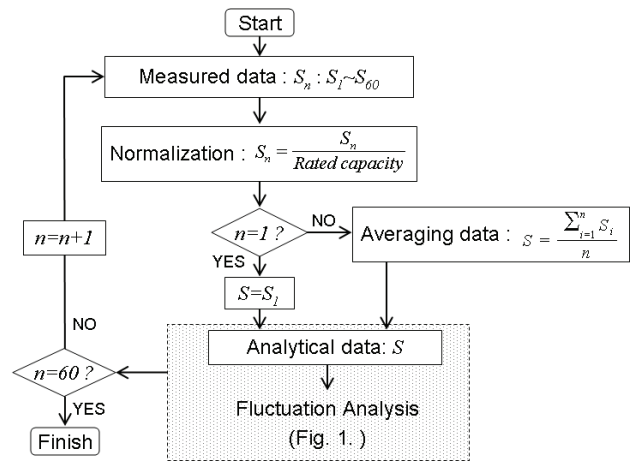 Start
Measured data : Sₙ : S₁~S₆₀
Normalization : Sₙ = Sₙ / Rated capacity
n=1 ?
NO
YES
Averaging data : S = ∑ⁿᵢ₌₁ Sᵢ / n
S=S₁
n=n+1
Analytical data: S
Fluctuation Analysis
(Fig. 1. )
NO
n=60 ?
YES
Finish